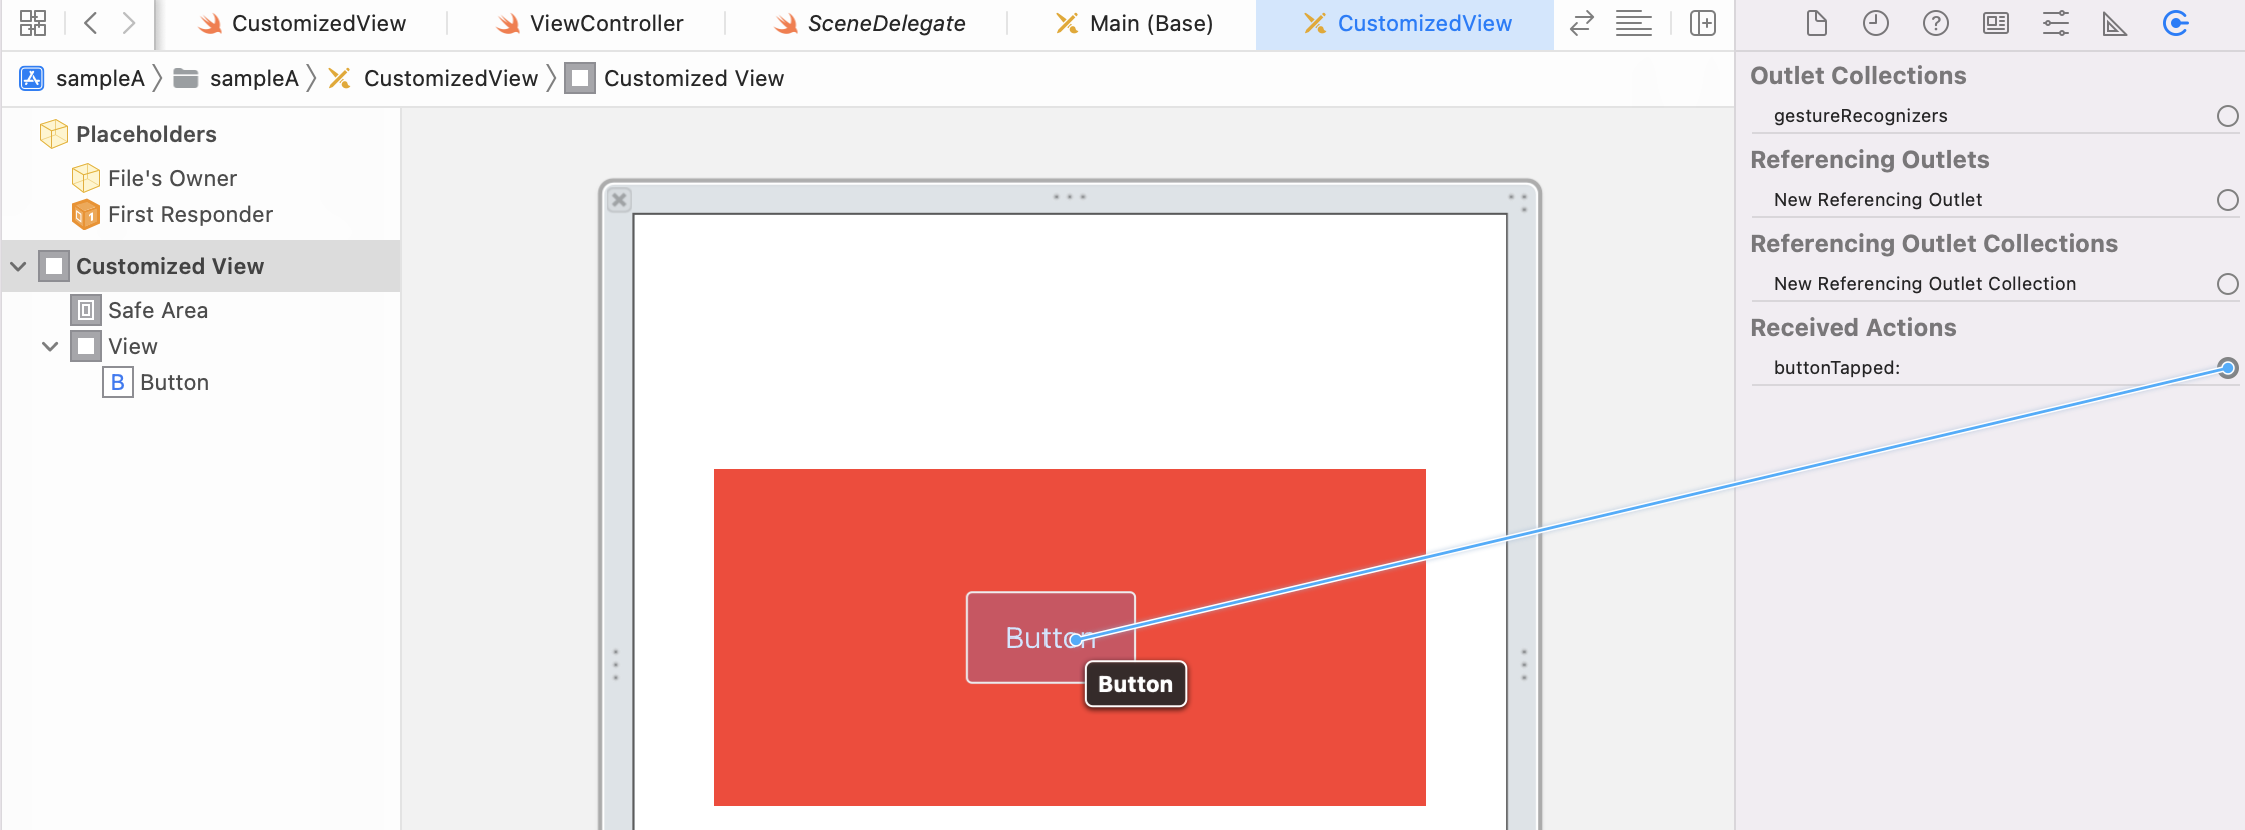 CustomizedView ViewController SceneDelegate Main (Base) CustomizedView
sampleA sampleA CustomizedView Customized View
Placeholders
File's Owner
First Responder
Customized View
Safe Area
View
B Button
Button
Button
Outlet Collections
gestureRecognizers
Referencing Outlets
New Referencing Outlet
Referencing Outlet Collections
New Referencing Outlet Collection
Received Actions
buttonTapped: